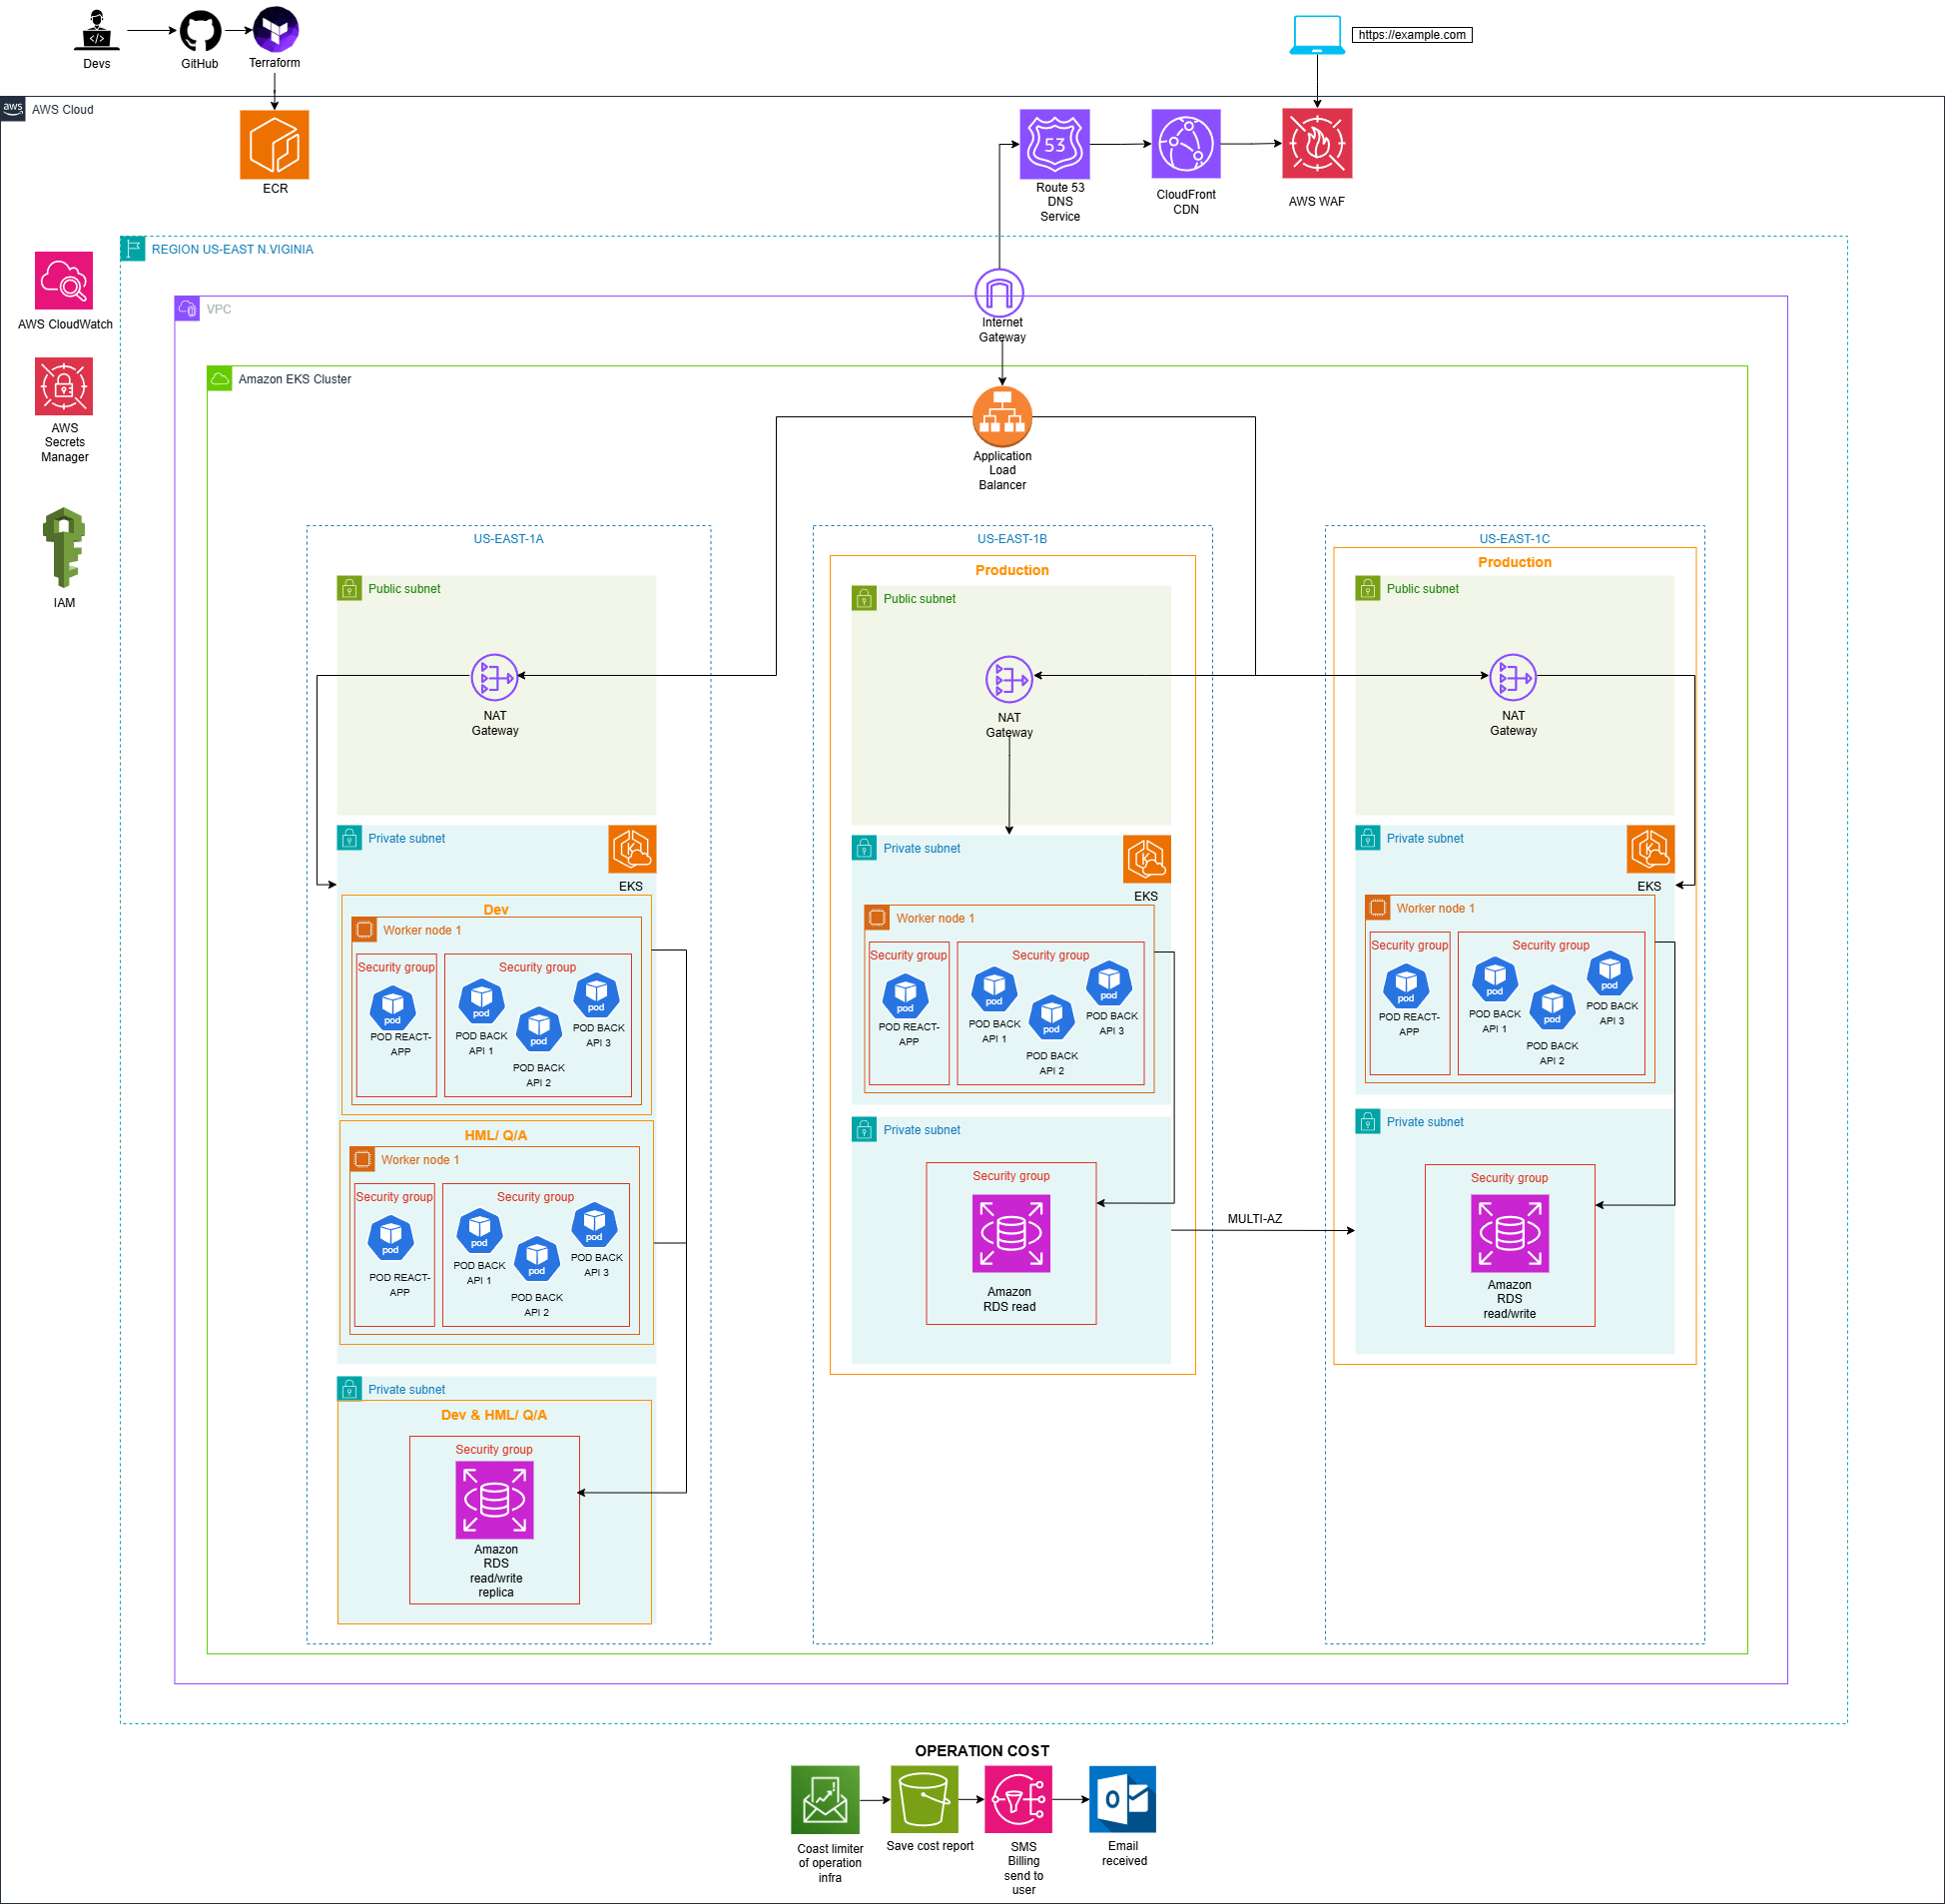 Devs
GitHub
Terraform
https://example.com
aws
AWS Cloud
ECR
53
Route 53
DNS
Service
CloudFront
CDN
AWS WAF
REGION US-EAST N.VIGINIA
AWS CloudWatch
VPC
Internet
Gateway
AWS
Secrets
Manager
Amazon EKS Cluster
Application
Load
Balancer
IAM
US-EAST-1A
Public subnet
NAT
Gateway
Private subnet
K
EKS
Dev
Worker node 1
Security group
pod
POD REACT-
APP
Security group
pod
POD BACK
API 1
pod
POD BACK
API 2
pod
POD BACK
API 3
HML/ Q/A
Worker node 1
Security group
pod
POD REACT-
APP
Security group
pod
POD BACK
API 1
pod
POD BACK
API 2
pod
POD BACK
API 3
Private subnet
Dev & HML/ Q/A
Security group
Amazon
RDS
read/write
replica
US-EAST-1B
Production
Public subnet
NAT
Gateway
Private subnet
K
EKS
Worker node 1
Security group
pod
POD REACT-
APP
Security group
pod
POD BACK
API 1
pod
POD BACK
API 2
pod
POD BACK
API 3
Private subnet
Security group
Amazon
RDS read
MULTI-AZ
US-EAST-1C
Production
Public subnet
NAT
Gateway
Private subnet
K
EKS
Worker node 1
Security group
pod
POD REACT-
APP
Security group
pod
POD BACK
API 1
pod
POD BACK
API 2
pod
POD BACK
API 3
Private subnet
Security group
Amazon
RDS
read/write
OPERATION COST
Coast limiter
of operation
infra
Save cost report
SMS
Billing
send to
user
O
Email
received